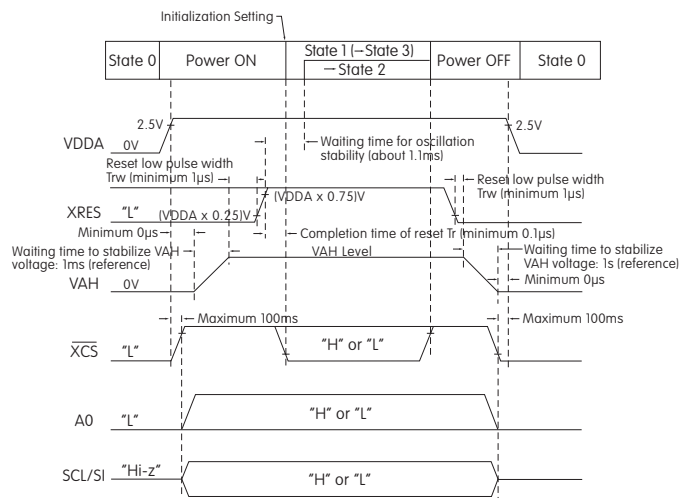 Initialization Setting
State 0 Power ON State 1 (—State 3) Power OFF State 0
—State 2
2.5V 2.5V
VDDA 0V
Waiting time for oscillation
stability (about 1.1ms)
Reset low pulse width
Trw (minimum 1µs)
Reset low pulse width
Trw (minimum 1µs)
(VDDA x 0.75)V
XRES "L" (VDDA x 0.25)V
Minimum 0µs
Completion time of reset Tr (minimum 0.1µs)
Waiting time to stabilize VAH
voltage: 1ms (reference)
VAH Level
Waiting time to stabilize
VAH voltage: 1s (reference)
VAH 0V
Minimum 0µs
Maximum 100ms Maximum 100ms
XCS "L" "H" or "L"
A0 "L" "H" or "L"
SCL/SI "Hi-z" "H" or "L"